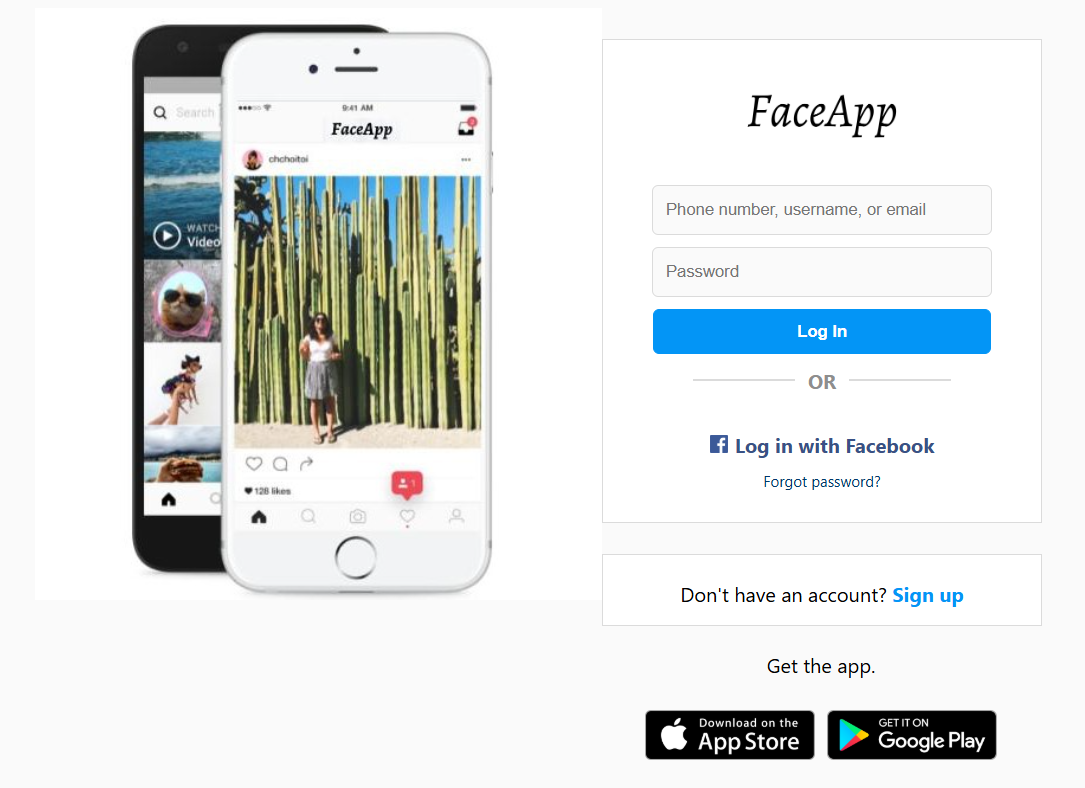 Search
WATCH
Video
9:41 AM
FaceApp
2
chchoitoi
1
128 likes
FaceApp
Phone number, username, or email
Password
Log In
OR
Log in with Facebook
Forgot password?
Don't have an account? Sign up
Get the app.
Download on the
App Store
GET IT ON
Google Play